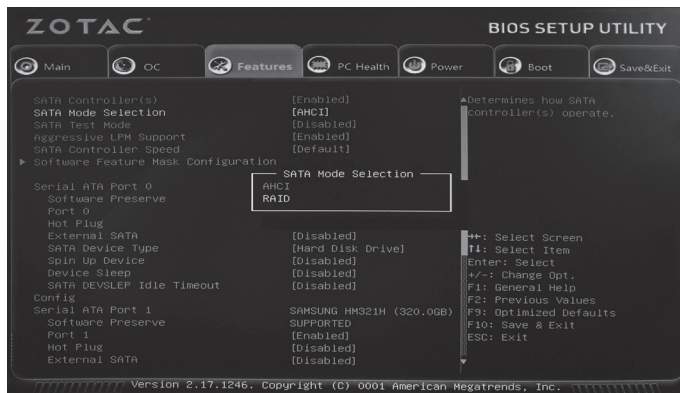 ZOTAC
BIOS SETUP UTILITY
Main OC Features PC Health Power Boot Save&Exit
SATA Controller(s) [Enabled]
SATA Mode Selection [AHCI]
SATA Test Mode [Disabled]
Aggressive LPM Support [Enabled]
SATA Controller Speed [Default]
Software Feature Mask Configuration
SATA Mode Selection
AHCI
RAID
Serial ATA Port 0
Software Preserve
Port 0
Hot Plug
External SATA [Disabled]
SATA Device Type [Hard Disk Drive]
Spin Up Device [Disabled]
Device Sleep [Disabled]
SATA DEVSLEP Idle Timeout [Disabled]
Config
Serial ATA Port 1 SAMSUNG HM321H (320.0GB)
Software Preserve SUPPORTED
Port 1 [Enabled]
Hot Plug [Disabled]
External SATA [Disabled]
Determines how SATA
controller(s) operate.
→←: Select Screen
↑↓: Select Item
Enter: Select
+/-: Change Opt.
F1: General Help
F2: Previous Values
F9: Optimized Defaults
F10: Save & Exit
ESC: Exit
Version 2.17.1246. Copyright (C) 0001 American Megatrends, Inc.